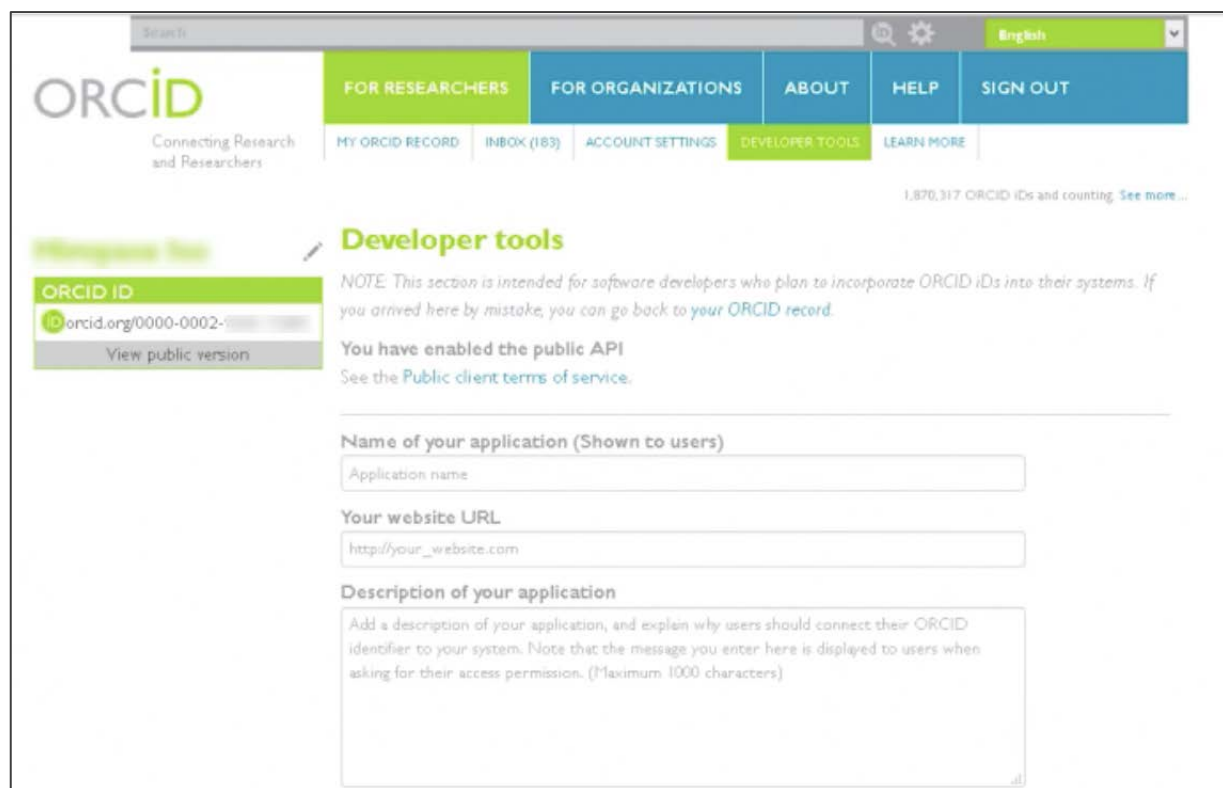 Search
English
ORCiD
Connecting Research
and Researchers
FOR RESEARCHERS FOR ORGANIZATIONS ABOUT HELP SIGN OUT
MY ORCID RECORD INBOX (183) ACCOUNT SETTINGS DEVELOPER TOOLS LEARN MORE
1,870,317 ORCID iDs and counting. See more...
ORCID ID
iD orcid.org/0000-0002-
View public version
Developer tools
NOTE: This section is intended for software developers who plan to incorporate ORCID iDs into their systems. If
you arrived here by mistake, you can go back to your ORCID record.
You have enabled the public API
See the Public client terms of service.
Name of your application (Shown to users)
Application name
Your website URL
http://your_website.com
Description of your application
Add a description of your application, and explain why users should connect their ORCID
identifier to your system. Note that the message you enter here is displayed to users when
asking for their access permission. (Maximum 1000 characters)